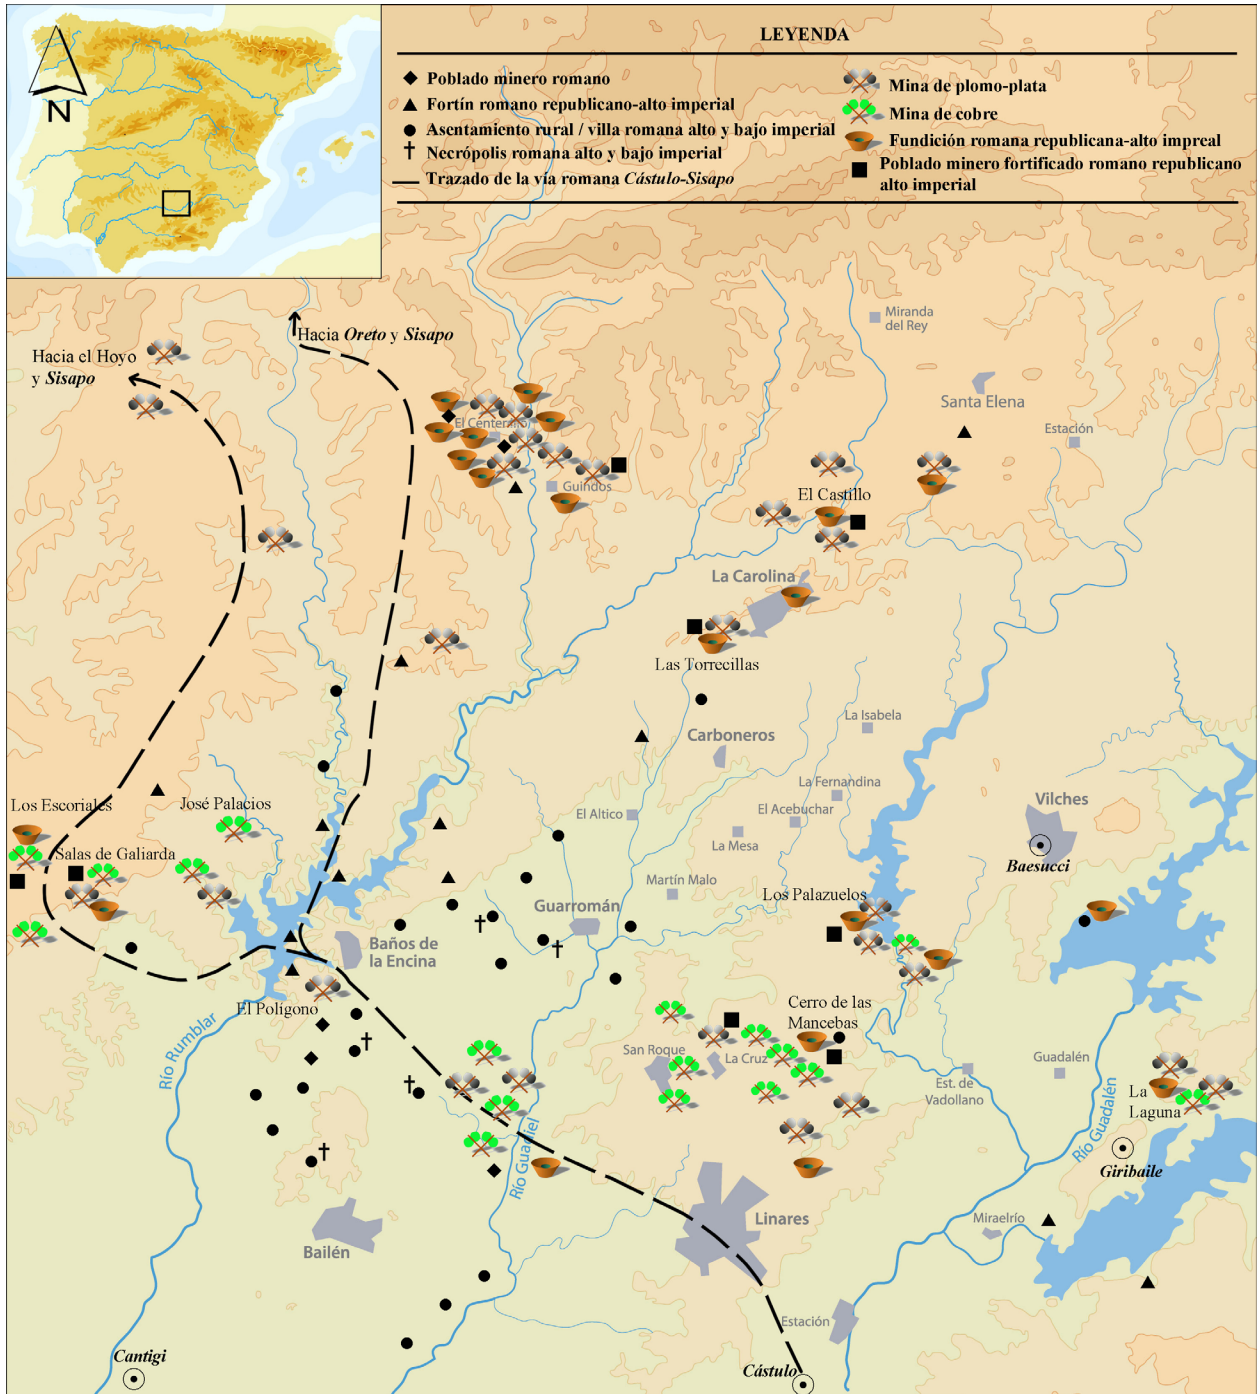 N
LEYENDA
Poblado minero romano
Fortín romano republicano-alto imperial
Asentamiento rural / villa romana alto y bajo imperial
Necrópolis romana alto y bajo imperial
Trazado de la vía romana Cástulo-Sisapo
Mina de plomo-plata
Mina de cobre
Fundición romana republicana-alto impreal
Poblado minero fortificado romano republicano
alto imperial
Miranda
del Rey
Hacia Oreto y Sisapo
Hacia el Hoyo
y Sisapo
Santa Elena
Estación
El Centenillo
Guindos
El Castillo
La Carolina
Las Torrecillas
La Isabela
Carboneros
La Fernandina
El Acebuchar
El Altico
La Mesa
Vilches
Baesucci
Los Escoriales
José Palacios
Salas de Galiarda
Martín Malo
Los Palazuelos
Guarromán
Baños de
la Encina
El Polígono
Cerro de las
Mancebas
San Roque
La Cruz
Río Rumblar
Est. de
Vadollano
Guadalén
La
Laguna
Río Guadalén
Río Guadiel
Giribaile
Miraelrío
Linares
Bailén
Estación
Cantigi
Cástulo